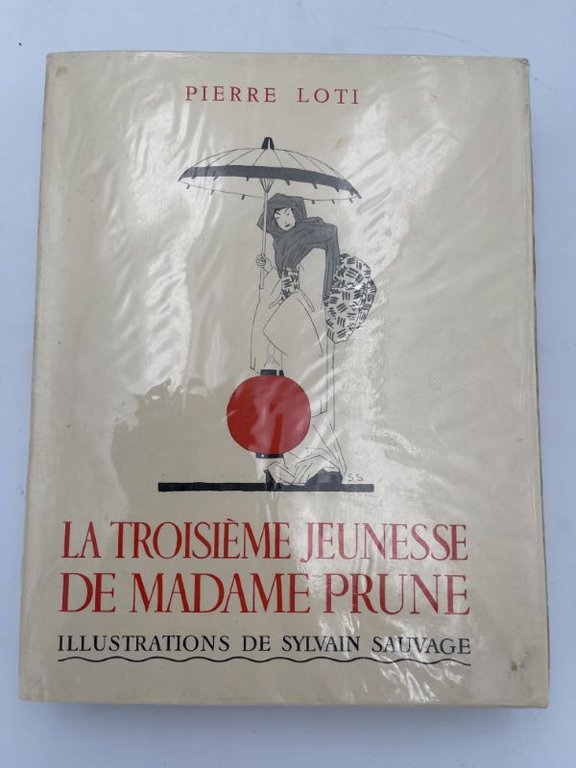 PIERRE LOTI
S.S.
LA TROISIÈME JEUNESSE
DE MADAME PRUNE
ILLUSTRATIONS DE SYLVAIN SAUVAGE